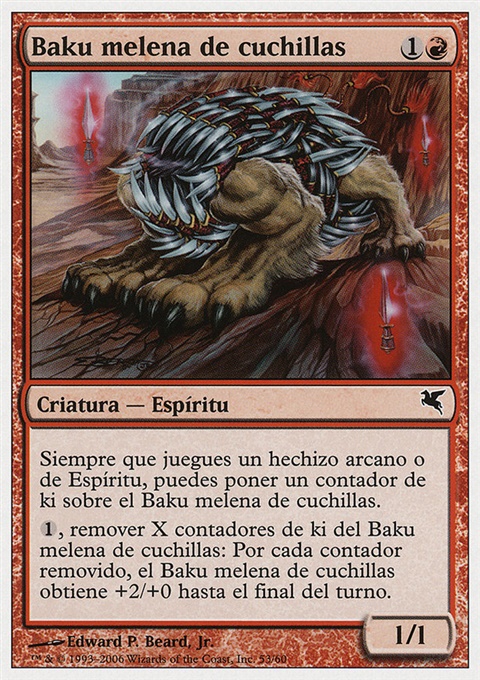 Baku melena de cuchillas 1
Criatura — Espíritu
Siempre que juegues un hechizo arcano o
de Espíritu, puedes poner un contador de
ki sobre el Baku melena de cuchillas.
1, remover X contadores de ki del Baku
melena de cuchillas: Por cada contador
removido, el Baku melena de cuchillas
obtiene +2/+0 hasta el final del turno.
Edward P. Beard, Jr.
1/1
™ & © 1993-2006 Wizards of the Coast, Inc. 53/60